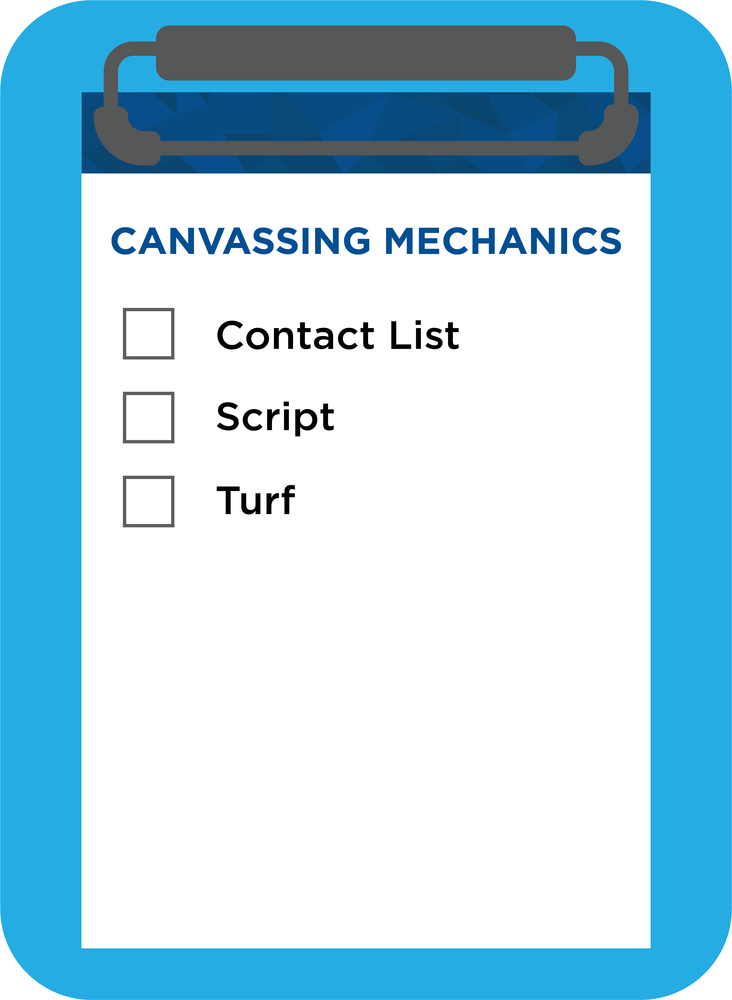 CANVASSING MECHANICS
Contact List
Script
Turf